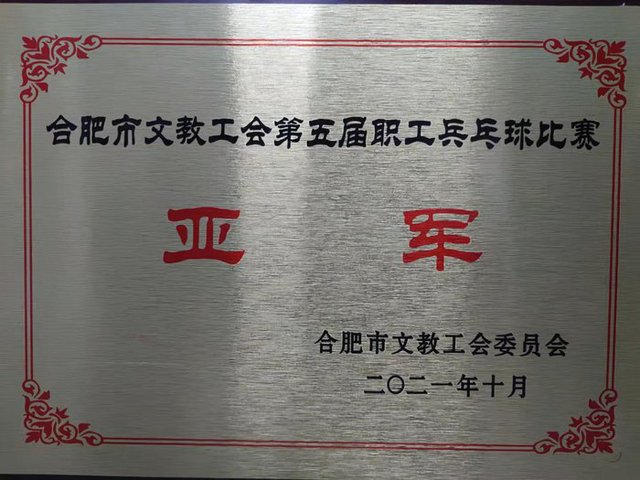 合肥市文教工会第五届职工乒乓球比赛
亚军
合肥市文教工会委员会
二〇二一年十月